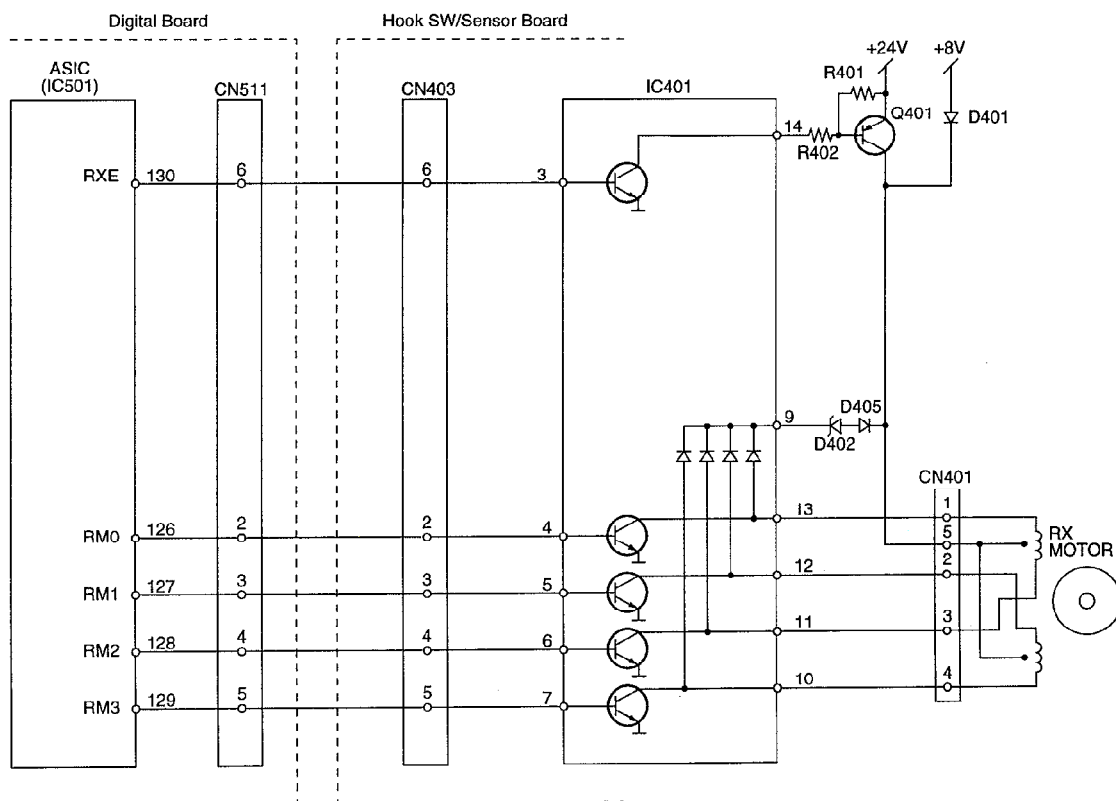 Digital Board
Hook SW/Sensor Board
ASIC
(IC501)
CN511
CN403
IC401
+24V
+8V
R401
Q401
D401
14
R402
RXE
130
6
6
3
9
D405
D402
CN401
RM0
126
2
2
4
13
1
5
RX
MOTOR
RM1
127
3
3
5
12
2
RM2
128
4
4
6
11
3
RM3
129
5
5
7
10
4